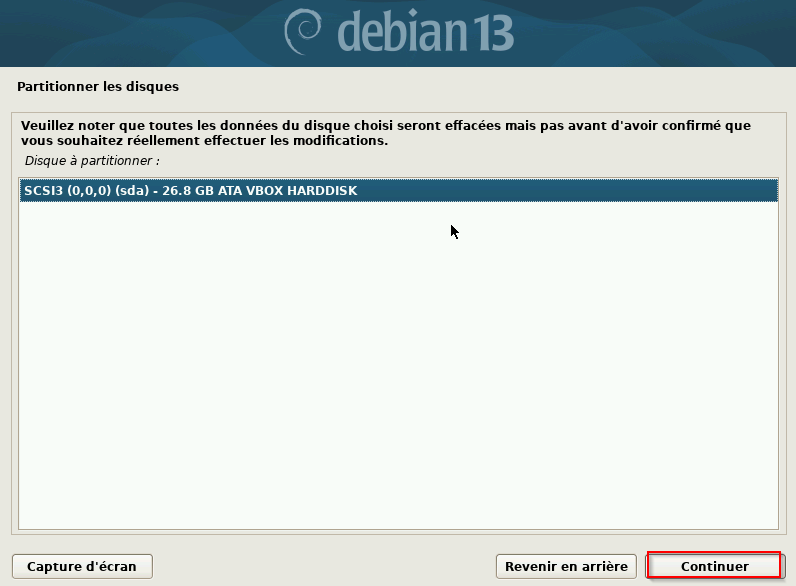 debian 13
Partitionner les disques
Veuillez noter que toutes les données du disque choisi seront effacées mais pas avant d'avoir confirmé que
vous souhaitez réellement effectuer les modifications.
Disque à partitionner :
SCSI3 (0,0,0) (sda) - 26.8 GB ATA VBOX HARDDISK
Capture d'écran
Revenir en arrière
Continuer